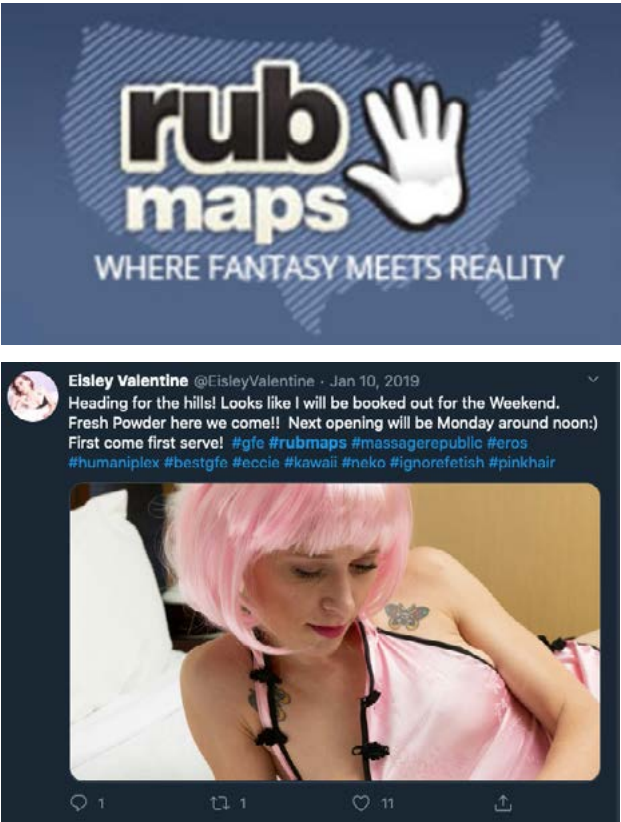 rub
maps
WHERE FANTASY MEETS REALITY
Eisley Valentine @EisleyValentine · Jan 10, 2019
Heading for the hills! Looks like I will be booked out for the Weekend.
Fresh Powder here we come!! Next opening will be Monday around noon:)
First come first serve! #gfe #rubmaps #massagerepublic #eros
#humaniplex #bestgfe #eccie #kawaii #neko #ignorefetish #pinkhair
1 1 11